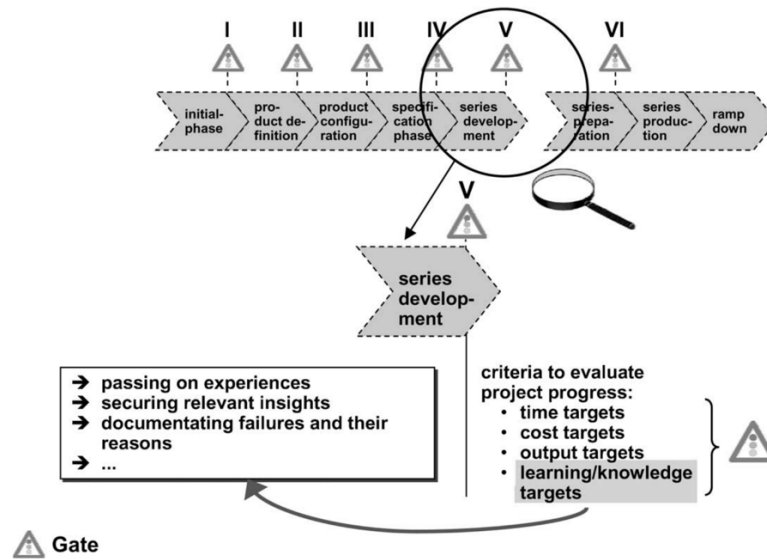 I II III IV V VI
initial-
phase
pro-
duct de-
finition
product
configu-
ration
specifi-
cation
phase
series
develop-
ment
series-
prepa-
ration
series
produc-
tion
ramp
down
V
series
develop-
ment
➔ passing on experiences
➔ securing relevant insights
➔ documentating failures and their
reasons
➔ ...
criteria to evaluate
project progress:
• time targets
• cost targets
• output targets
• learning/knowledge
targets
Gate